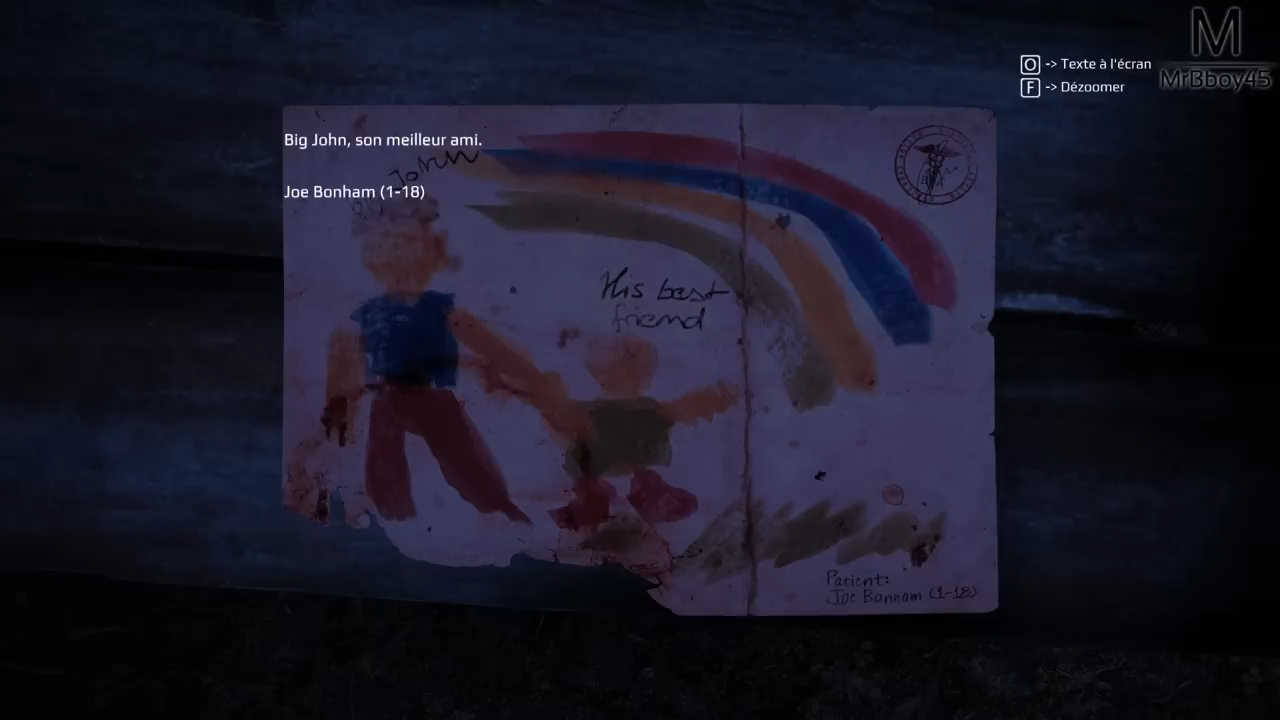 M
MrBboy45
O -> Texte à l'écran
F -> Dézoomer
Big John, son meilleur ami.
John
Joe Bonham (1-18)
His best
friend
Patient:
Joe Bonham (1-18)